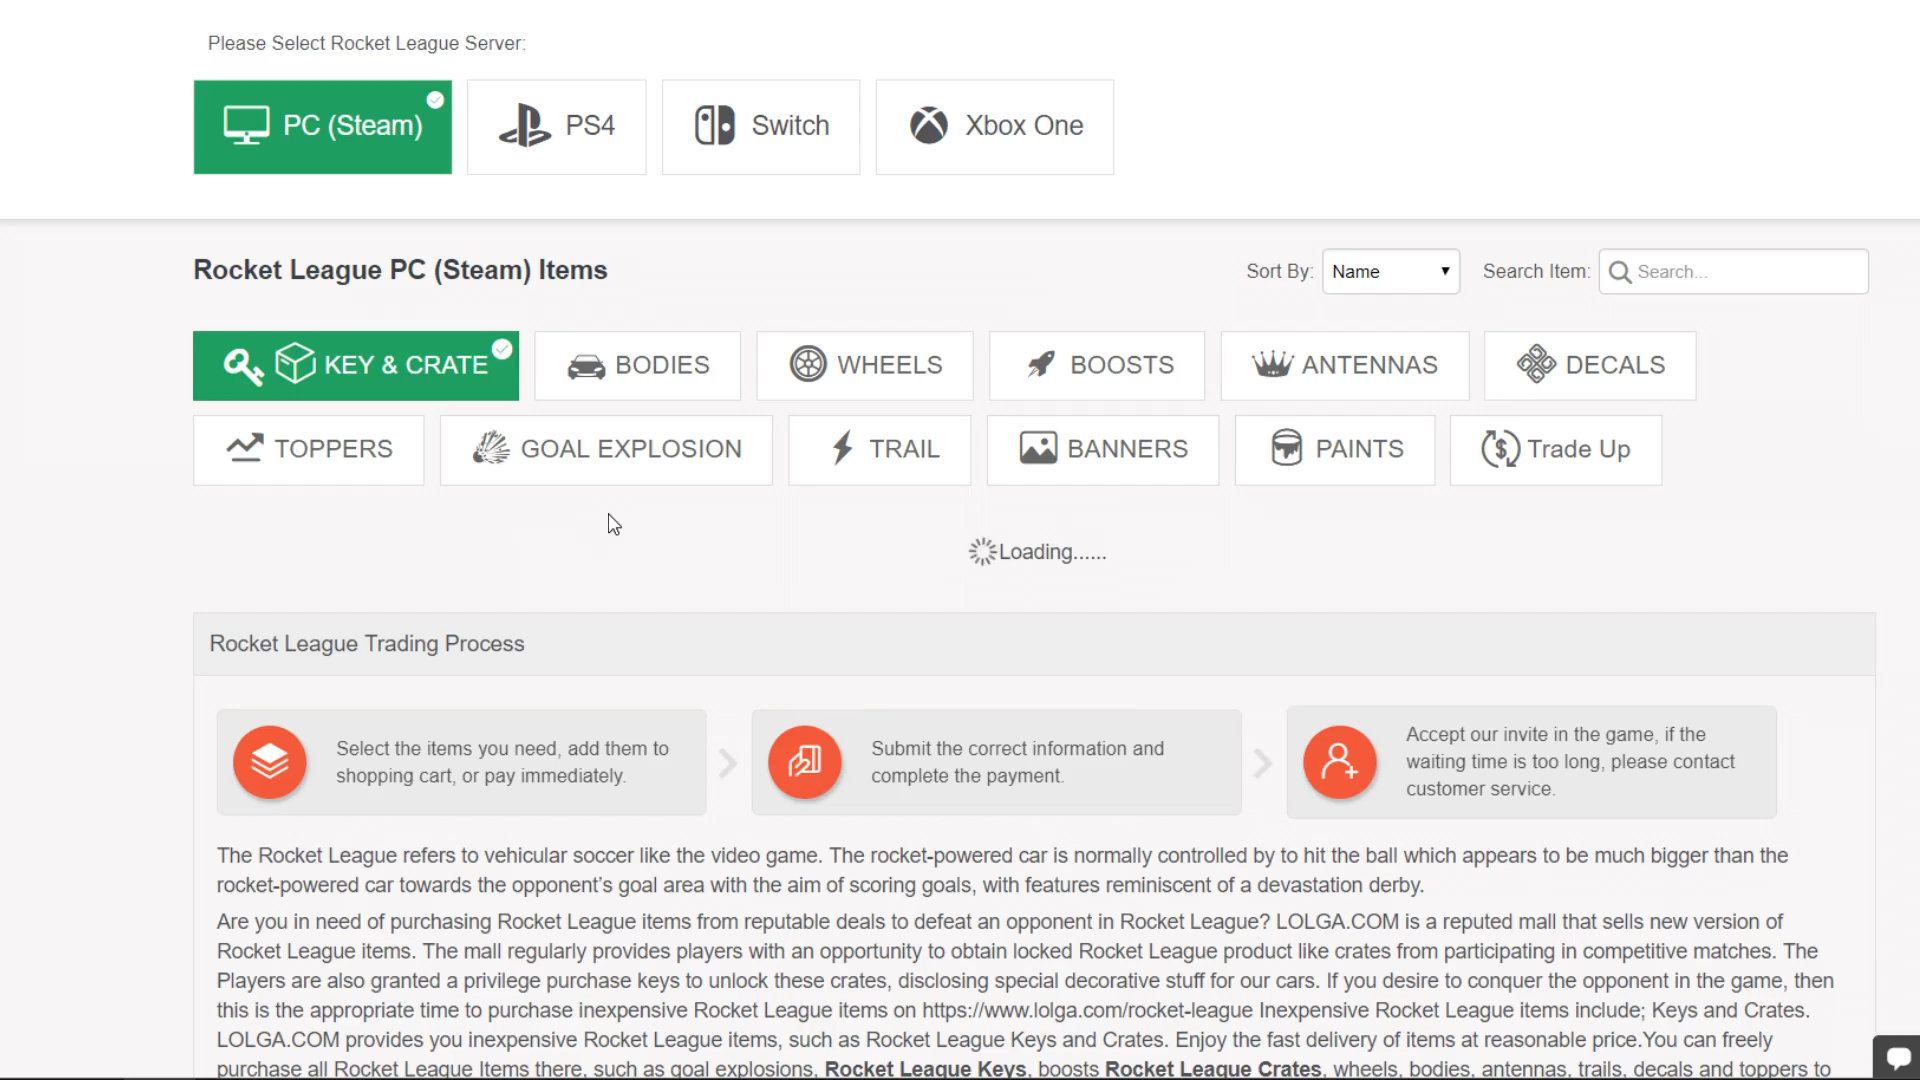 Please Select Rocket League Server:
PC (Steam)
PS4
Switch
Xbox One
Rocket League PC (Steam) Items
Sort By:
Name
Search Item:
Search...
KEY & CRATE
BODIES
WHEELS
BOOSTS
ANTENNAS
DECALS
TOPPERS
GOAL EXPLOSION
TRAIL
BANNERS
PAINTS
Trade Up
Loading......
Rocket League Trading Process
Select the items you need, add them to
shopping cart, or pay immediately.
Submit the correct information and
complete the payment.
Accept our invite in the game, if the
waiting time is too long, please contact
customer service.
The Rocket League refers to vehicular soccer like the video game. The rocket-powered car is normally controlled by to hit the ball which appears to be much bigger than the
rocket-powered car towards the opponent’s goal area with the aim of scoring goals, with features reminiscent of a devastation derby.
Are you in need of purchasing Rocket League items from reputable deals to defeat an opponent in Rocket League? LOLGA.COM is a reputed mall that sells new version of
Rocket League items. The mall regularly provides players with an opportunity to obtain locked Rocket League product like crates from participating in competitive matches. The
Players are also granted a privilege purchase keys to unlock these crates, disclosing special decorative stuff for our cars. If you desire to conquer the opponent in the game, then
this is the appropriate time to purchase inexpensive Rocket League items on https://www.lolga.com/rocket-league Inexpensive Rocket League items include; Keys and Crates.
LOLGA.COM provides you inexpensive Rocket League items, such as Rocket League Keys and Crates. Enjoy the fast delivery of items at reasonable price.You can freely
purchase all Rocket League Items there, such as goal explosions, Rocket League Keys, boosts Rocket League Crates, wheels, bodies, antennas, trails, decals and toppers to